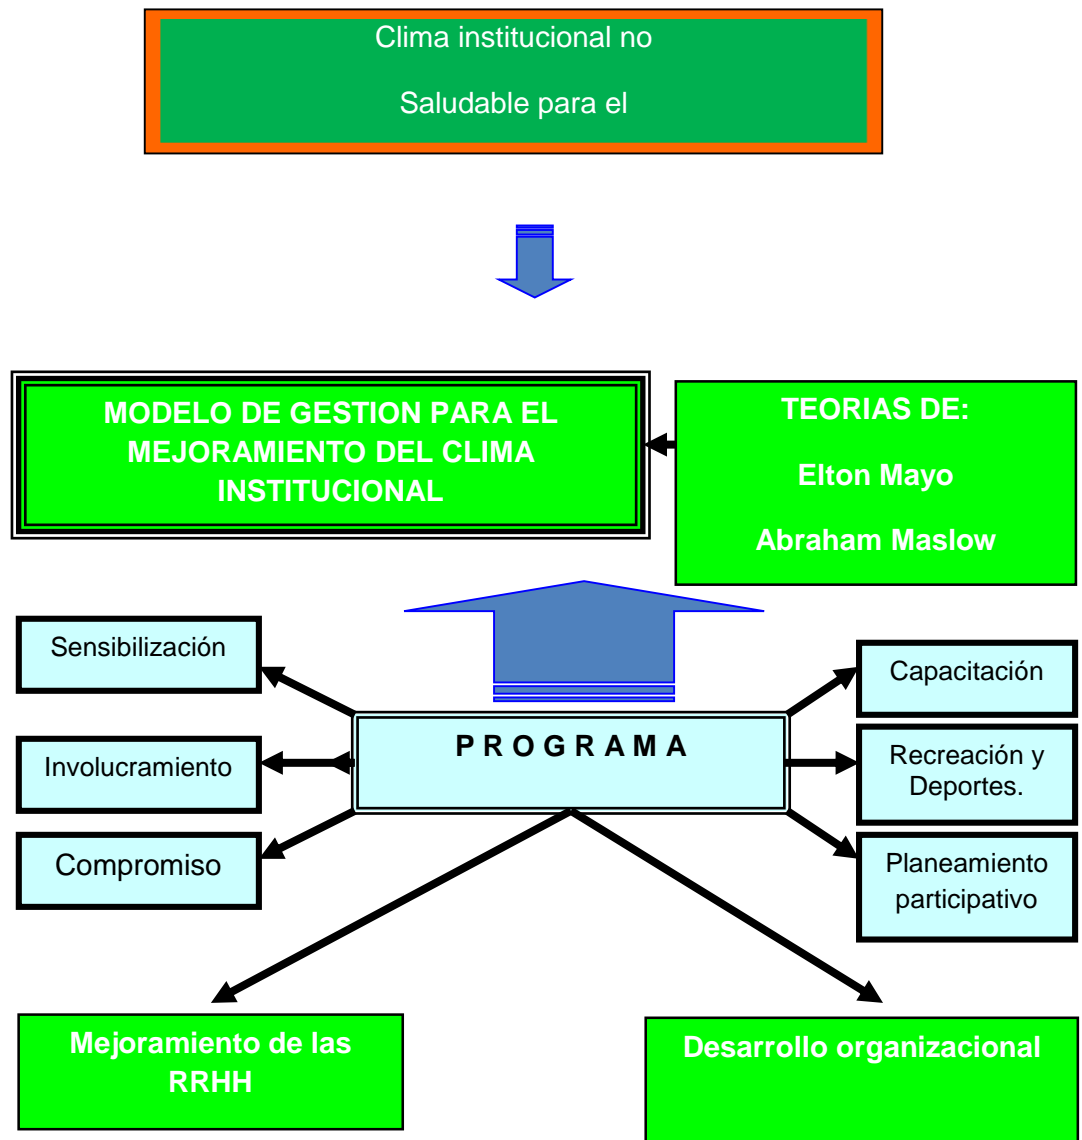 Clima institucional no
Saludable para el
MODELO DE GESTION PARA EL
MEJORAMIENTO DEL CLIMA
INSTITUCIONAL
TEORIAS DE:
Elton Mayo
Abraham Maslow
Sensibilización
Involucramiento
Compromiso
P R O G R A M A
Capacitación
Recreación y
Deportes.
Planeamiento
participativo
Mejoramiento de las
RRHH
Desarrollo organizacional